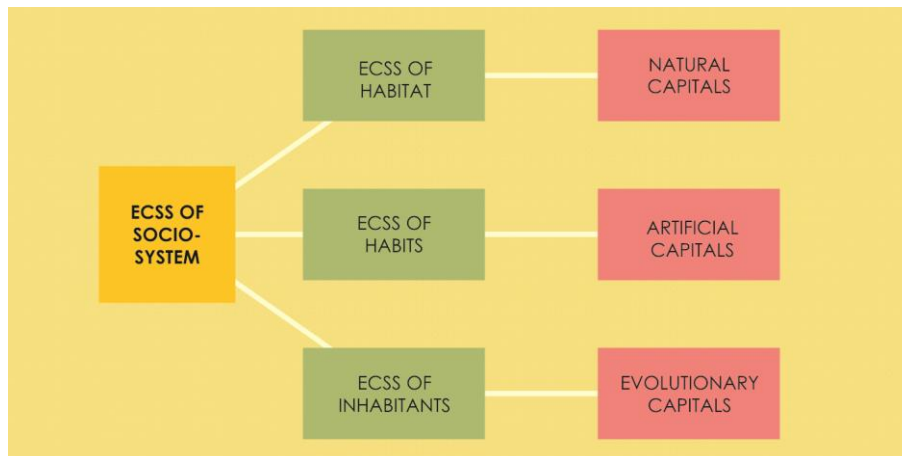 ECSS OF
HABITAT
NATURAL
CAPITALS
ECSS OF
SOCIO-
SYSTEM
ECSS OF
HABITS
ARTIFICIAL
CAPITALS
ECSS OF
INHABITANTS
EVOLUTIONARY
CAPITALS